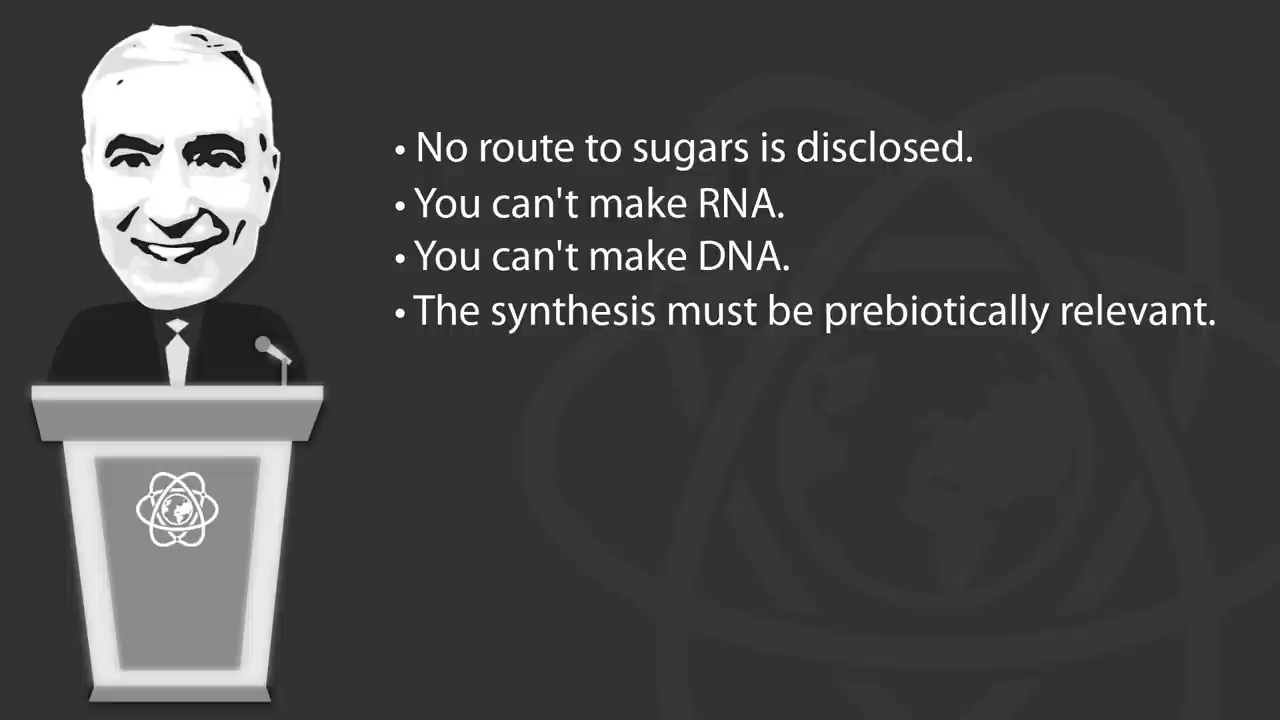 • No route to sugars is disclosed.
• You can't make RNA.
• You can't make DNA.
• The synthesis must be prebiotically relevant.